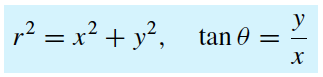 r² = x² + y², tan θ = y/x